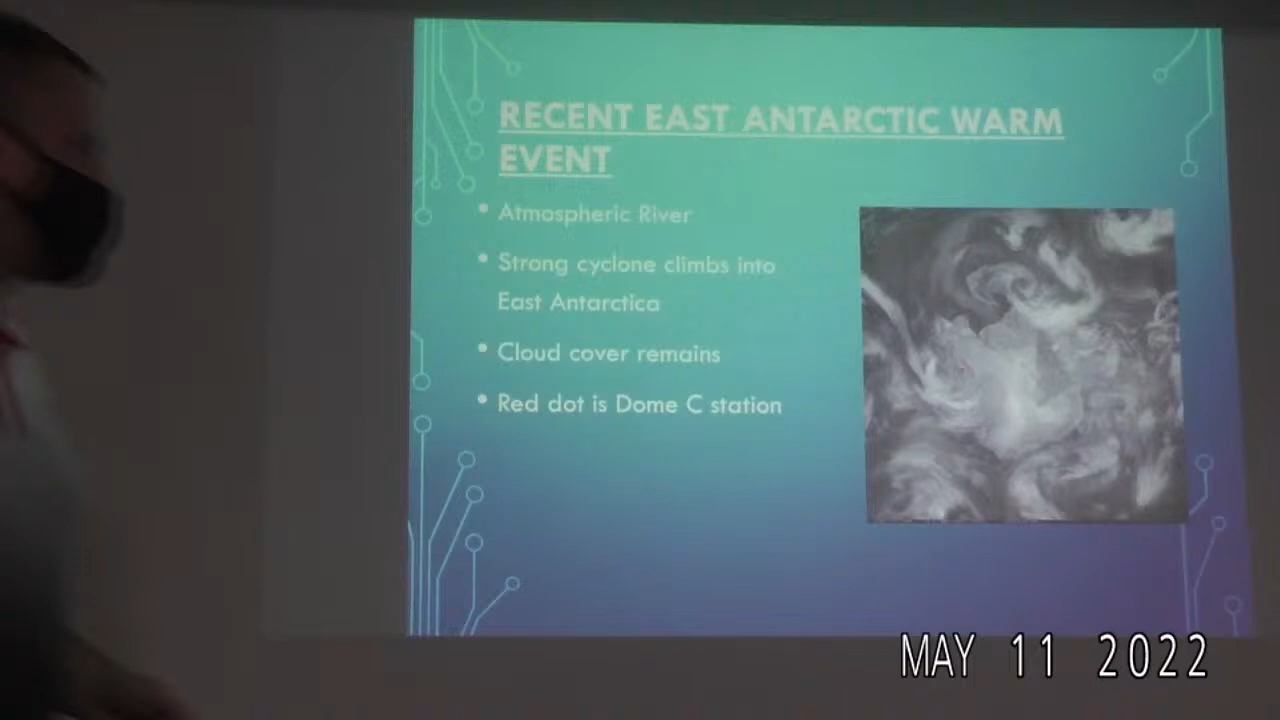 RECENT EAST ANTARCTIC WARM
EVENT
• Atmospheric River
• Strong cyclone climbs into
East Antarctica
• Cloud cover remains
• Red dot is Dome C station
MAY 11 2022